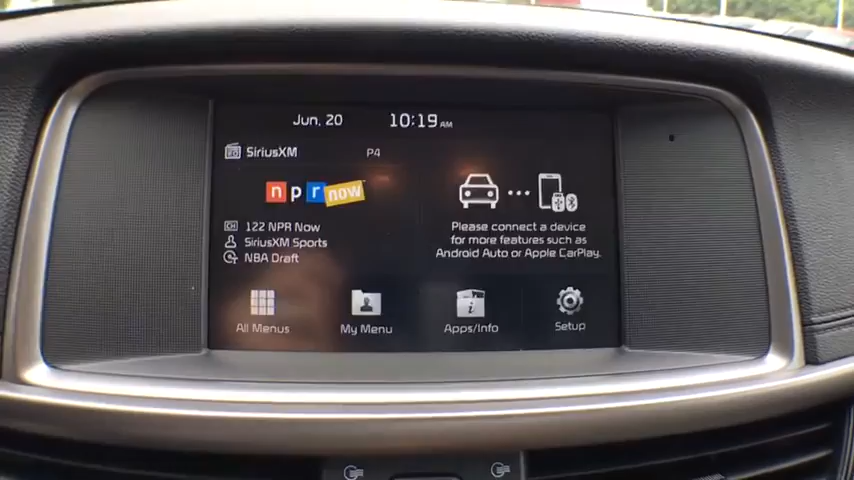 Jun. 20 10:19 AM
SiriusXM P4
npr now
CH 122 NPR Now
SiriusXM Sports
NBA Draft
Please connect a device
for more features such as
Android Auto or Apple CarPlay.
All Menus My Menu Apps/Info Setup